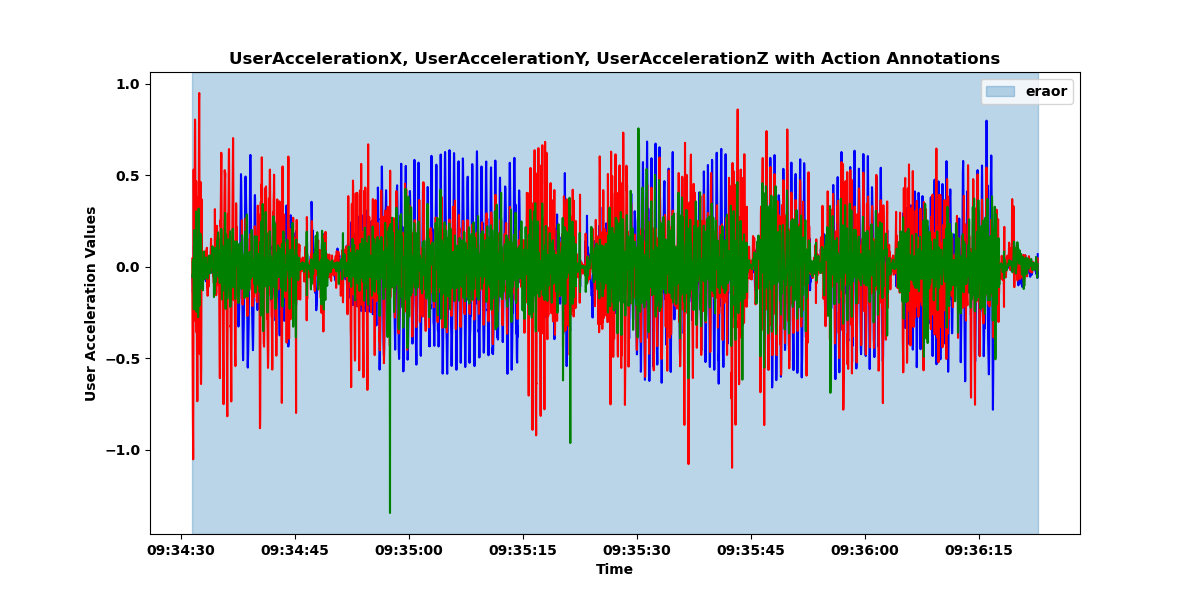 UserAccelerationX, UserAccelerationY, UserAccelerationZ with Action Annotations
eraor
User Acceleration Values
1.0
0.5
0.0
−0.5
−1.0
09:34:30 09:34:45 09:35:00 09:35:15 09:35:30 09:35:45 09:36:00 09:36:15
Time